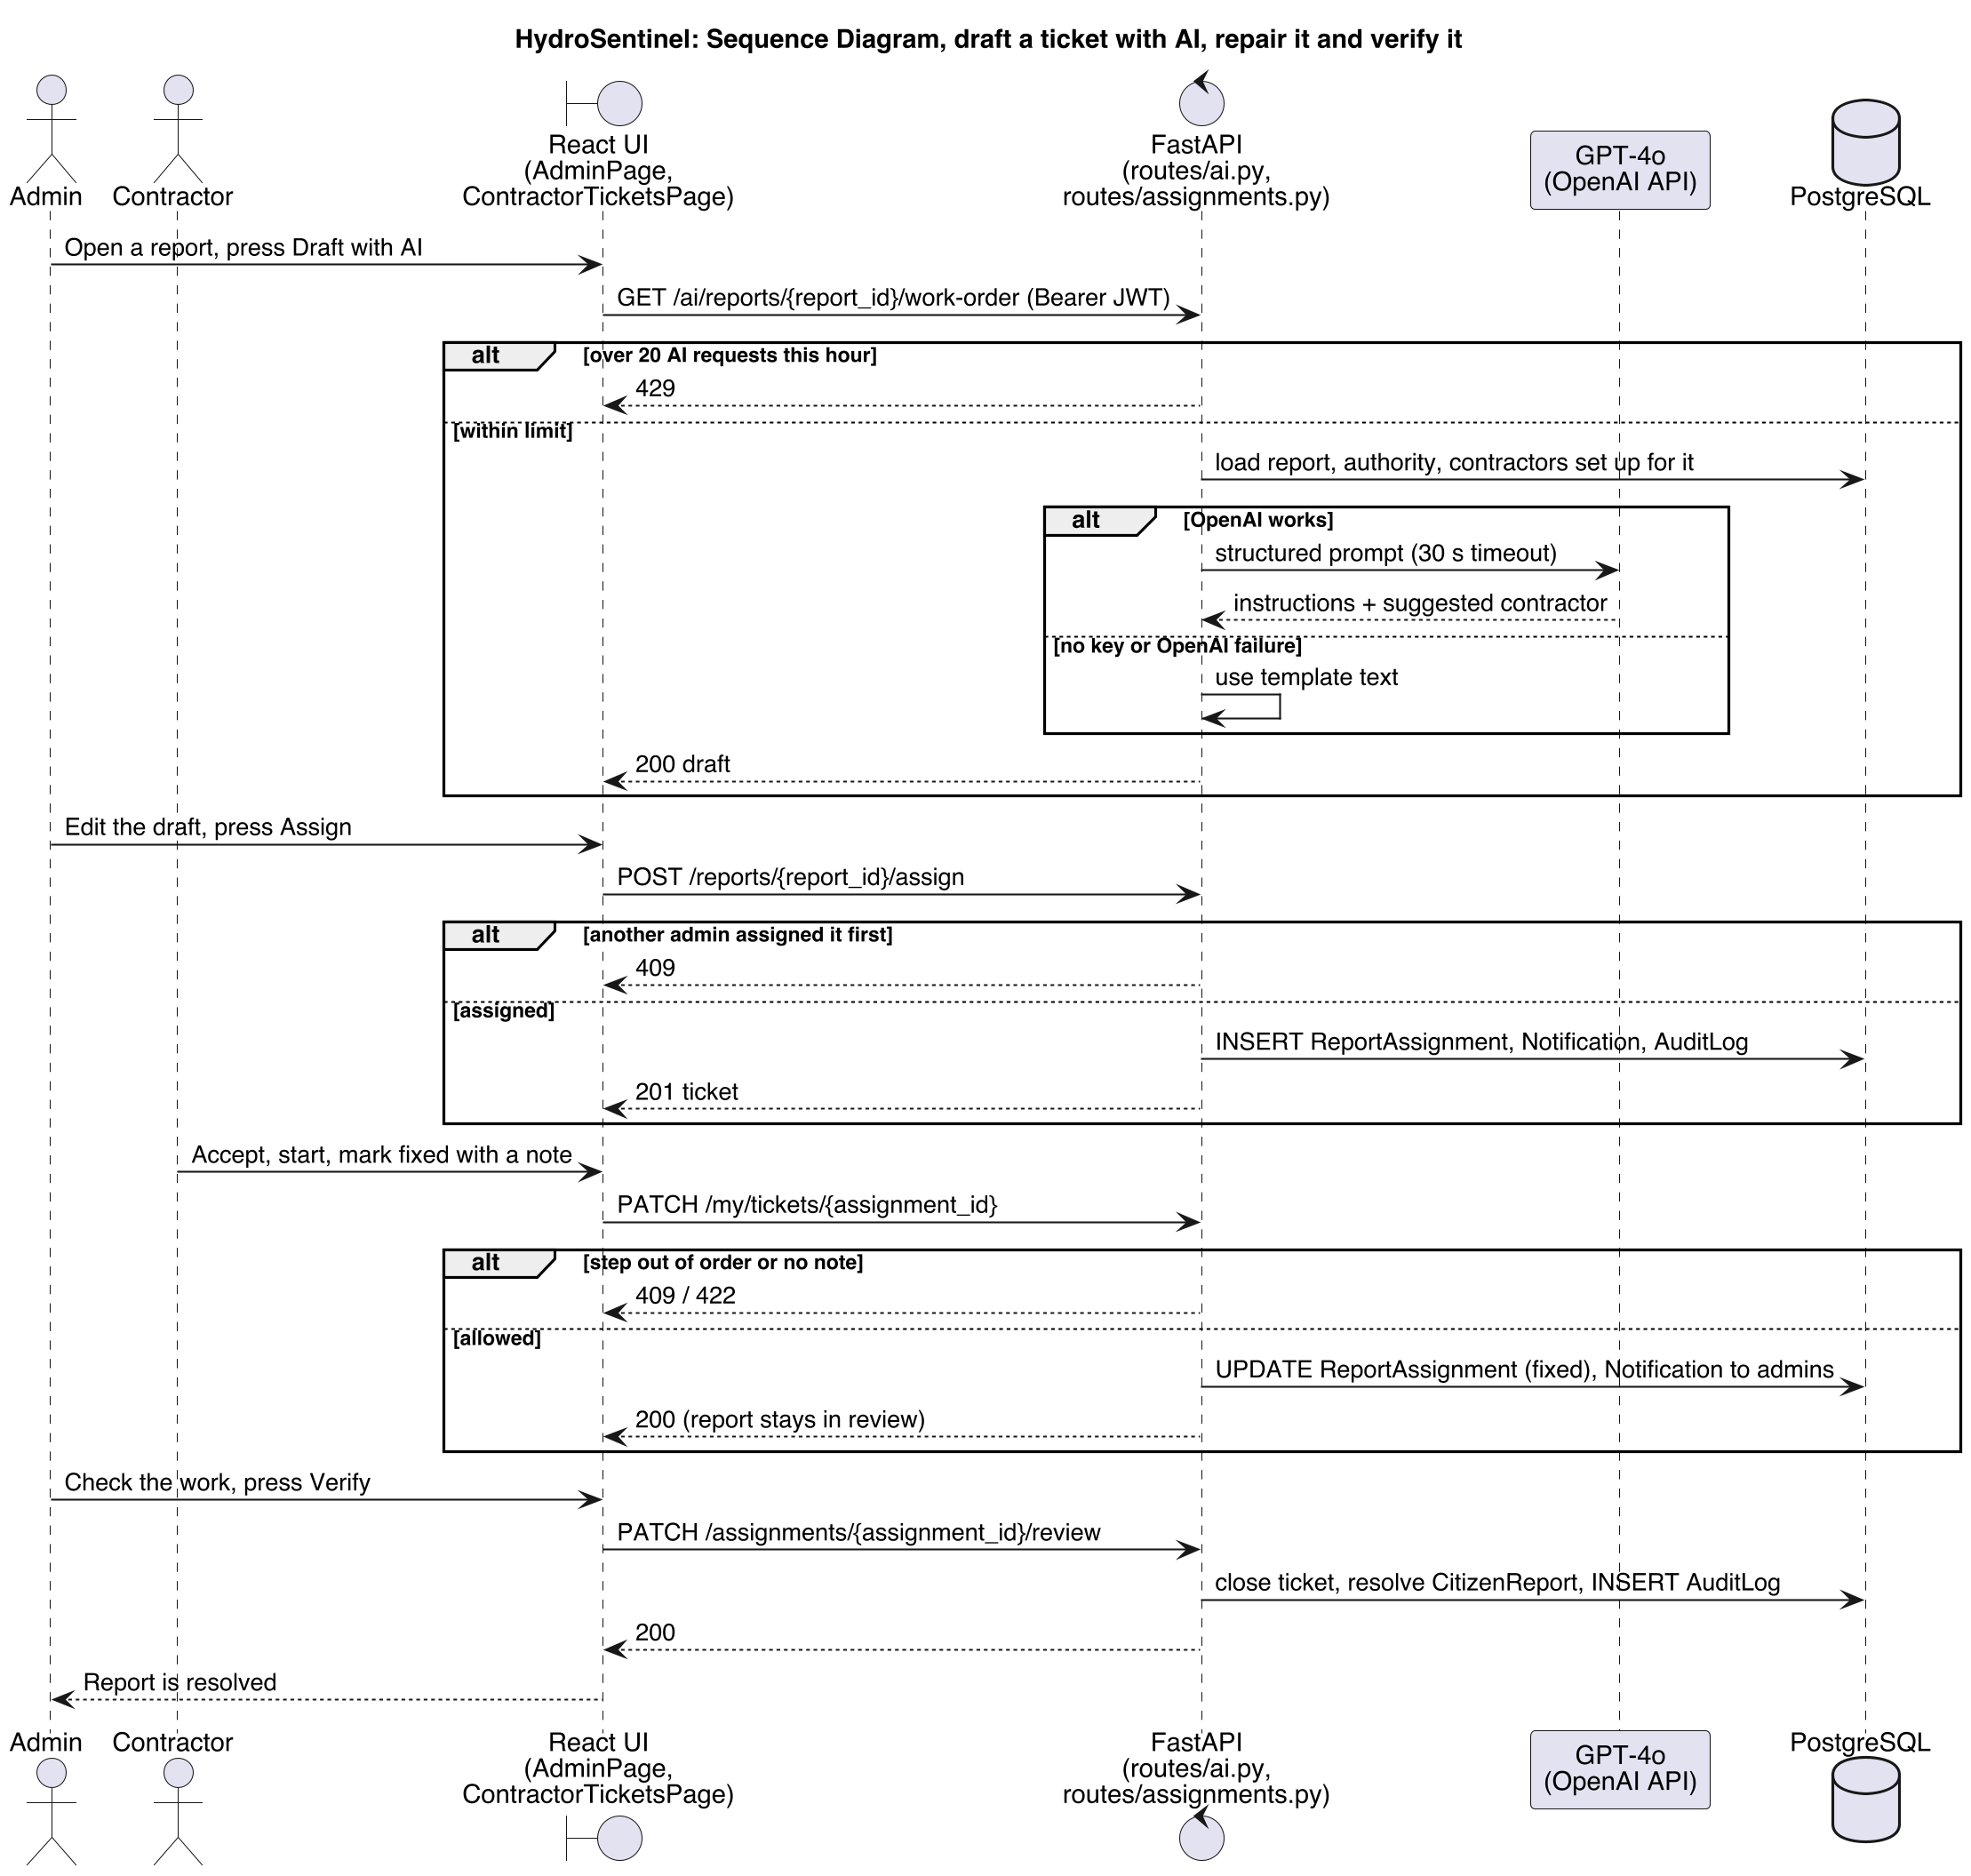 HydroSentinel: Sequence Diagram, draft a ticket with AI, repair it and verify it
Admin
Contractor
React UI
(AdminPage,
ContractorTicketsPage)
FastAPI
(routes/ai.py,
routes/assignments.py)
GPT-4o
(OpenAI API)
PostgreSQL
Open a report, press Draft with AI
GET /ai/reports/{report_id}/work-order (Bearer JWT)
alt
[over 20 AI requests this hour]
429
[within limit]
load report, authority, contractors set up for it
alt
[OpenAI works]
structured prompt (30 s timeout)
instructions + suggested contractor
[no key or OpenAI failure]
use template text
200 draft
Edit the draft, press Assign
POST /reports/{report_id}/assign
alt
[another admin assigned it first]
409
[assigned]
INSERT ReportAssignment, Notification, AuditLog
201 ticket
Accept, start, mark fixed with a note
PATCH /my/tickets/{assignment_id}
alt
[step out of order or no note]
409 / 422
[allowed]
UPDATE ReportAssignment (fixed), Notification to admins
200 (report stays in review)
Check the work, press Verify
PATCH /assignments/{assignment_id}/review
close ticket, resolve CitizenReport, INSERT AuditLog
200
Report is resolved
Admin
Contractor
React UI
(AdminPage,
ContractorTicketsPage)
FastAPI
(routes/ai.py,
routes/assignments.py)
GPT-4o
(OpenAI API)
PostgreSQL